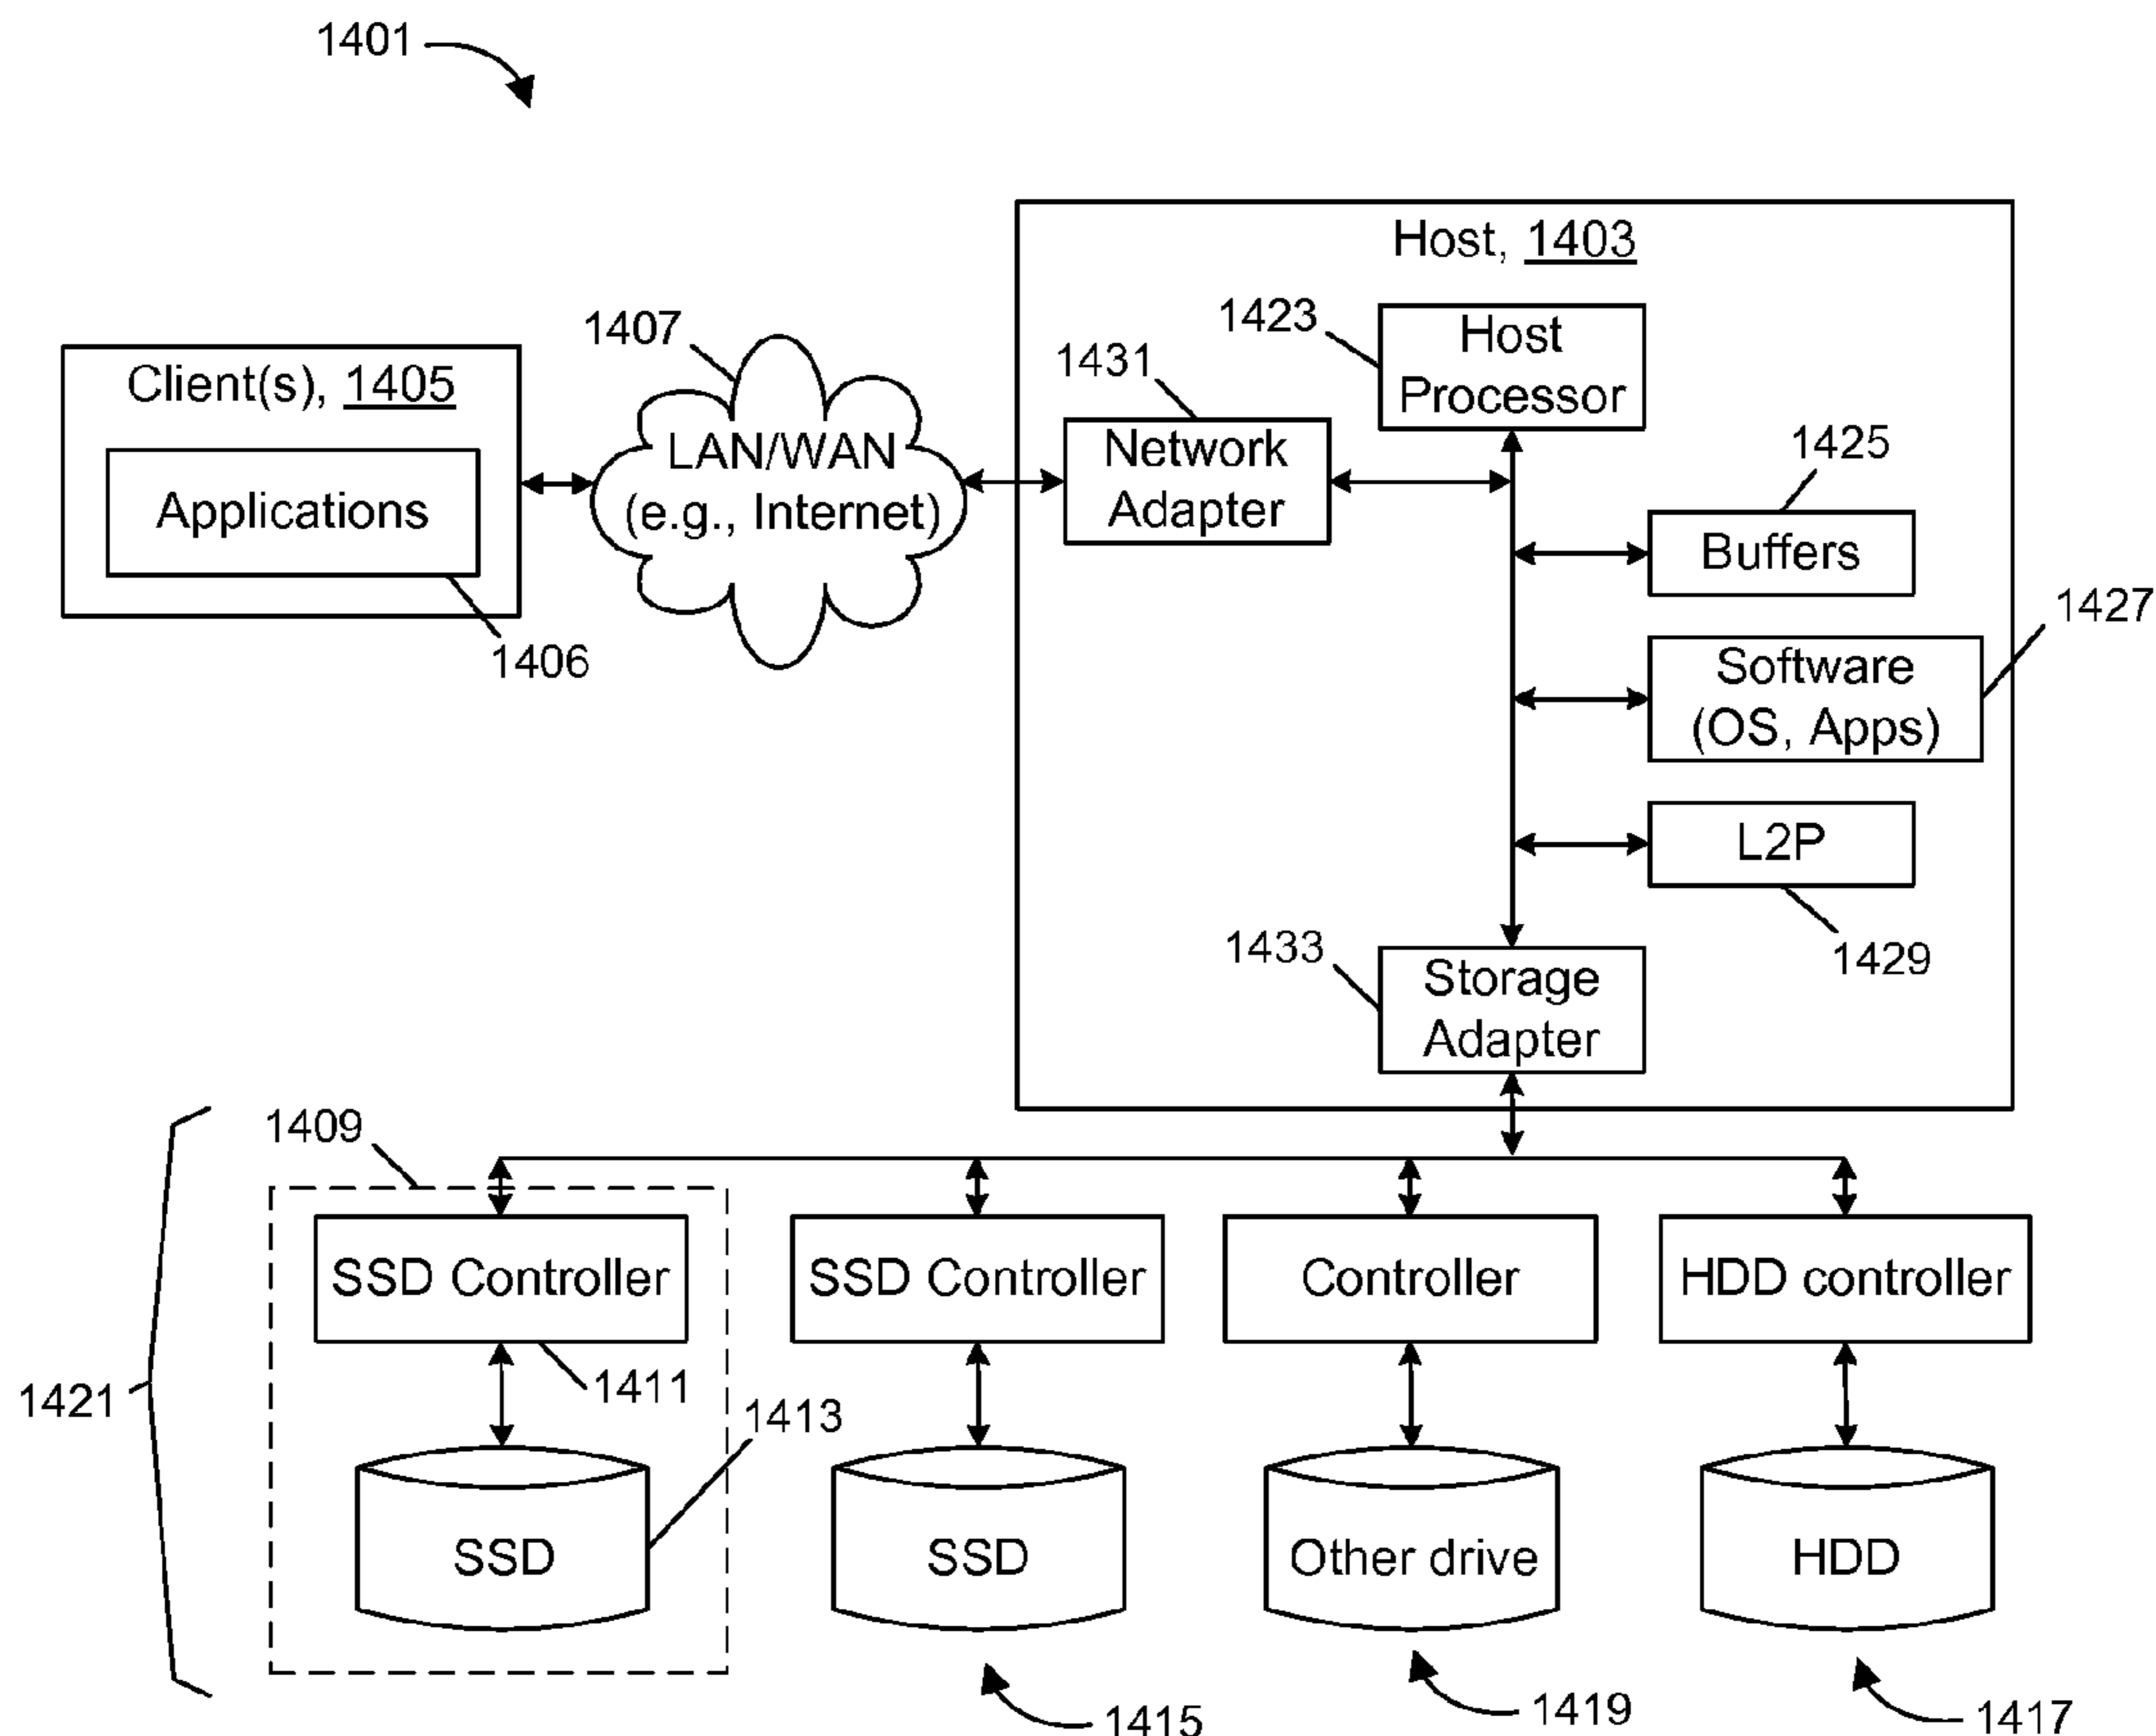 1401
Host, 1403
1407
1423
Host
Processor
1431
Client(s), 1405
Applications
1406
LAN/WAN
(e.g., Internet)
Network
Adapter
1425
Buffers
1427
Software
(OS, Apps)
L2P
1429
1433
Storage
Adapter
1409
SSD Controller
SSD Controller
Controller
HDD controller
1421
1411
1413
SSD
SSD
Other drive
HDD
1415
1419
1417